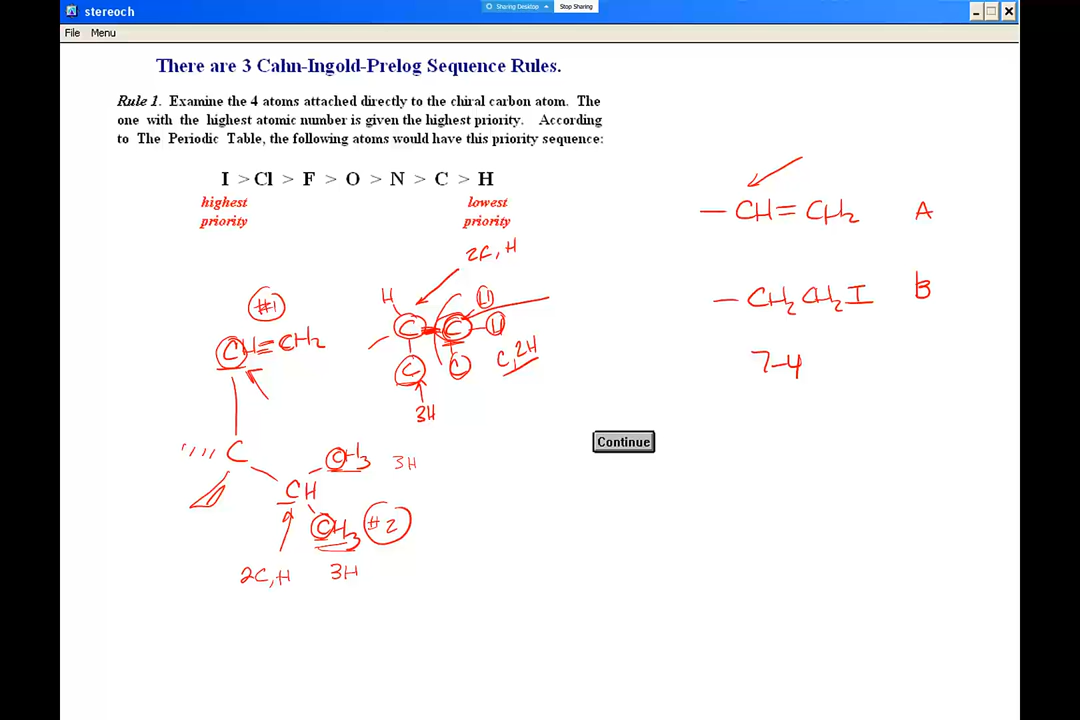 stereoch
Sharing Desktop
Stop Sharing
File Menu
There are 3 Cahn-Ingold-Prelog Sequence Rules.
Rule 1. Examine the 4 atoms attached directly to the chiral carbon atom. The
one with the highest atomic number is given the highest priority. According
to The Periodic Table, the following atoms would have this priority sequence:
I > Cl > F > O > N > C > H
highest
priority
lowest
priority
2C, H
#1
CH=CH2
H
C=C
H
H
C
C
C, 2H
3H
C
CH
CH3
3H
CH3
#2
2C, H
3H
—CH=CH2 A
—CH2CH2I B
7-4
Continue